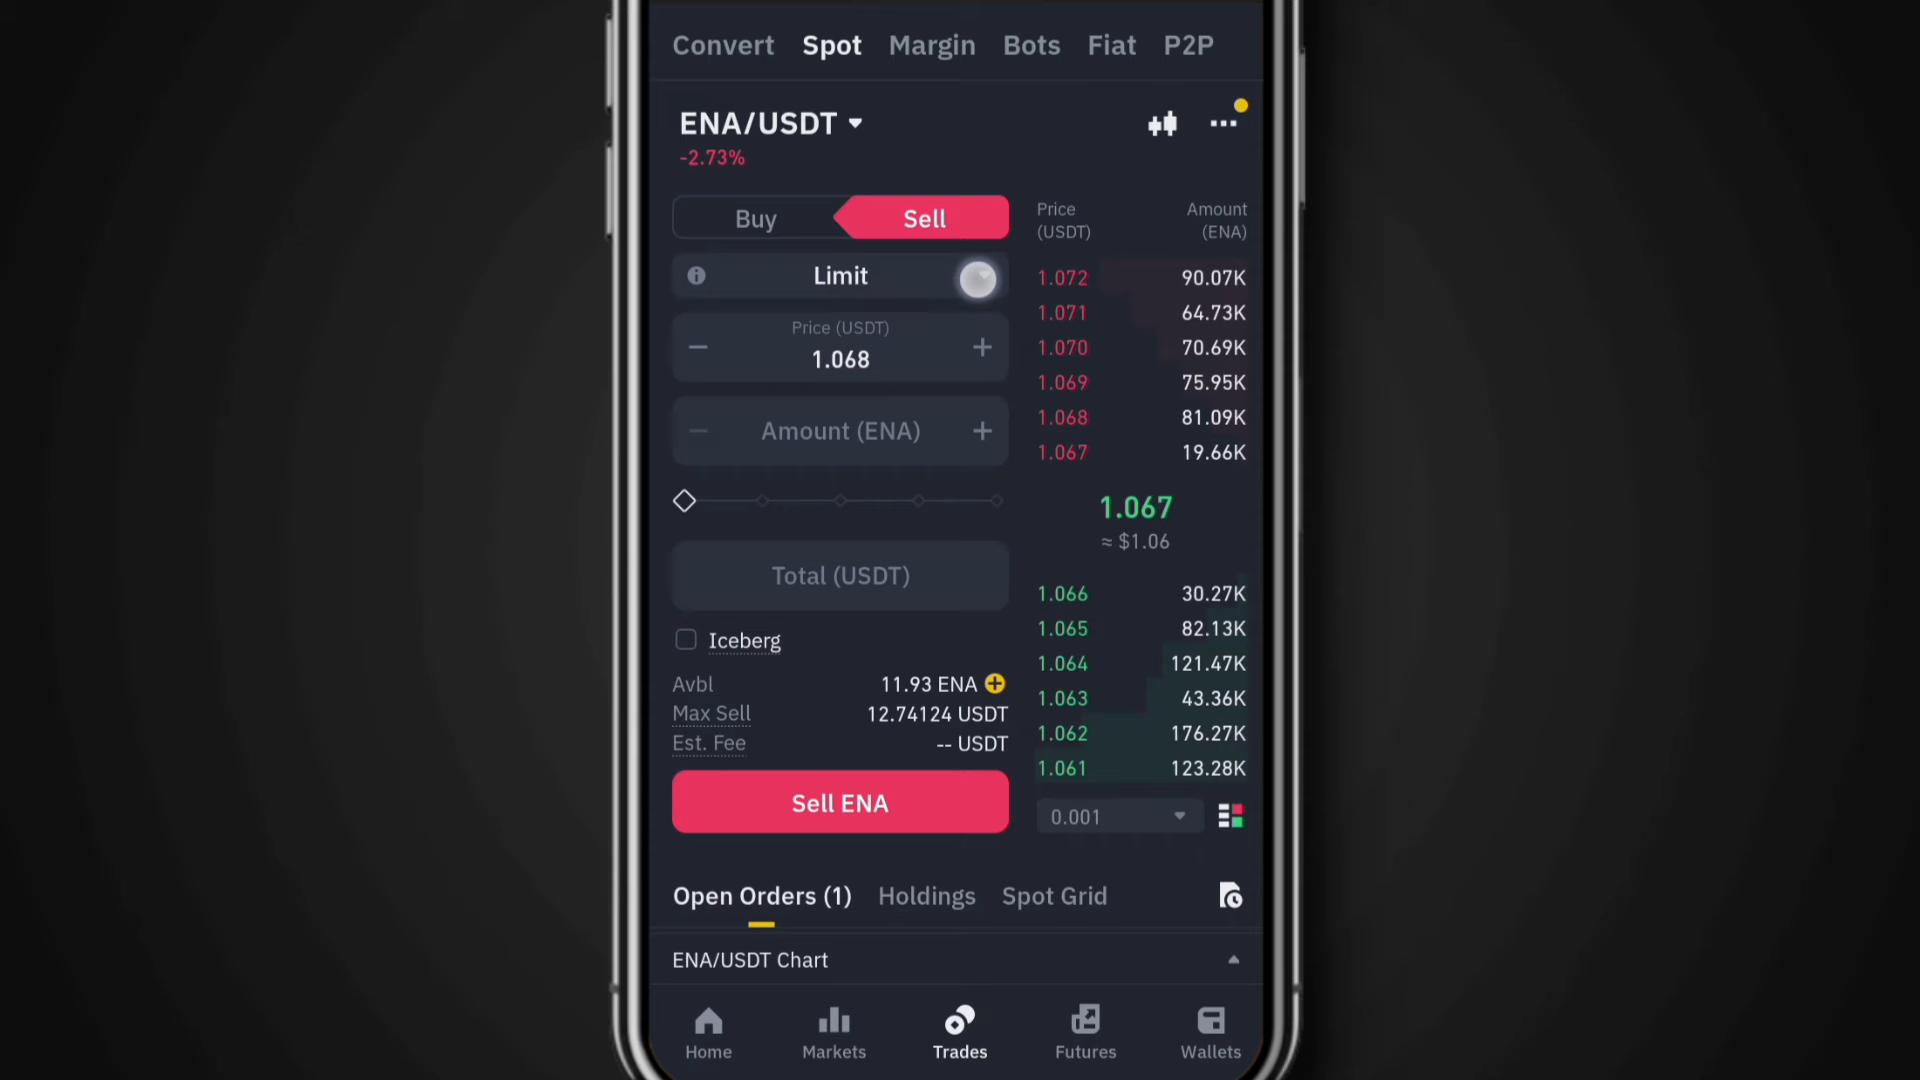 Convert Spot Margin Bots Fiat P2P
ENA/USDT
-2.73%
Buy Sell
Limit
Price (USDT)
1.068
Amount (ENA)
Total (USDT)
Iceberg
Avbl 11.93 ENA
Max Sell 12.74124 USDT
Est. Fee -- USDT
Sell ENA
Price Amount
(USDT) (ENA)
1.072 90.07K
1.071 64.73K
1.070 70.69K
1.069 75.95K
1.068 81.09K
1.067 19.66K
1.067
≈ $1.06
1.066 30.27K
1.065 82.13K
1.064 121.47K
1.063 43.36K
1.062 176.27K
1.061 123.28K
0.001
Open Orders (1) Holdings Spot Grid
ENA/USDT Chart
Home Markets Trades Futures Wallets